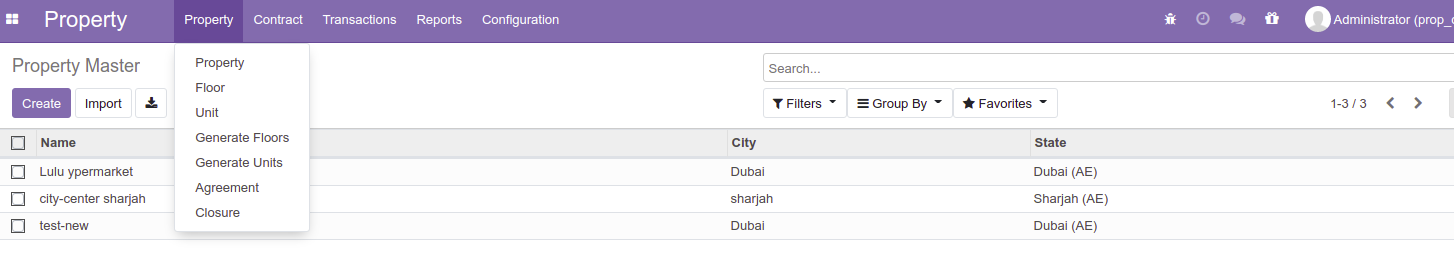 Property Property Contract Transactions Reports Configuration Administrator (prop_
Property Master Search...
Create Import Filters Group By Favorites 1-3 / 3
Name City State
Lulu ypermarket Dubai Dubai (AE)
city-center sharjah sharjah Sharjah (AE)
test-new Dubai Dubai (AE)
Property
Floor
Unit
Generate Floors
Generate Units
Agreement
Closure